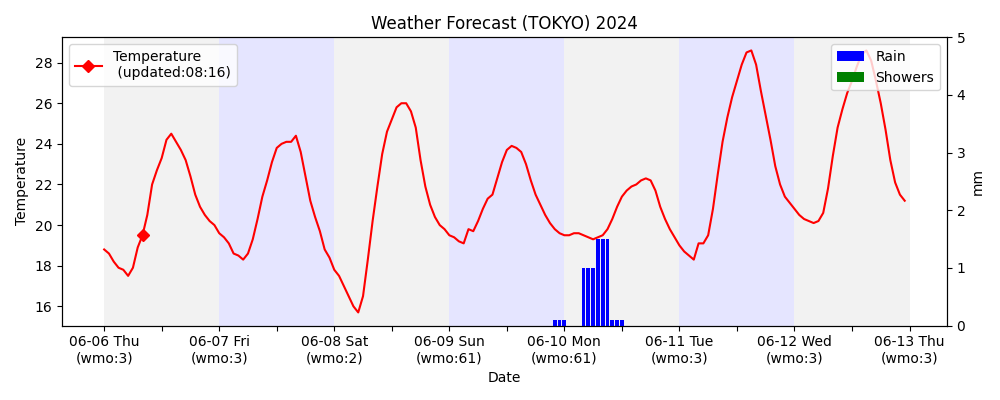 Weather Forecast (TOKYO) 2024
Temperature
(updated:08:16)
Rain
Showers
Temperature
28
26
24
22
20
18
16
5
4
3
2
1
0
mm
06-06 Thu 06-07 Fri 06-08 Sat 06-09 Sun 06-10 Mon 06-11 Tue 06-12 Wed 06-13 Thu
(wmo:3) (wmo:3) (wmo:2) (wmo:61) (wmo:61) (wmo:3) (wmo:3) (wmo:3)
Date